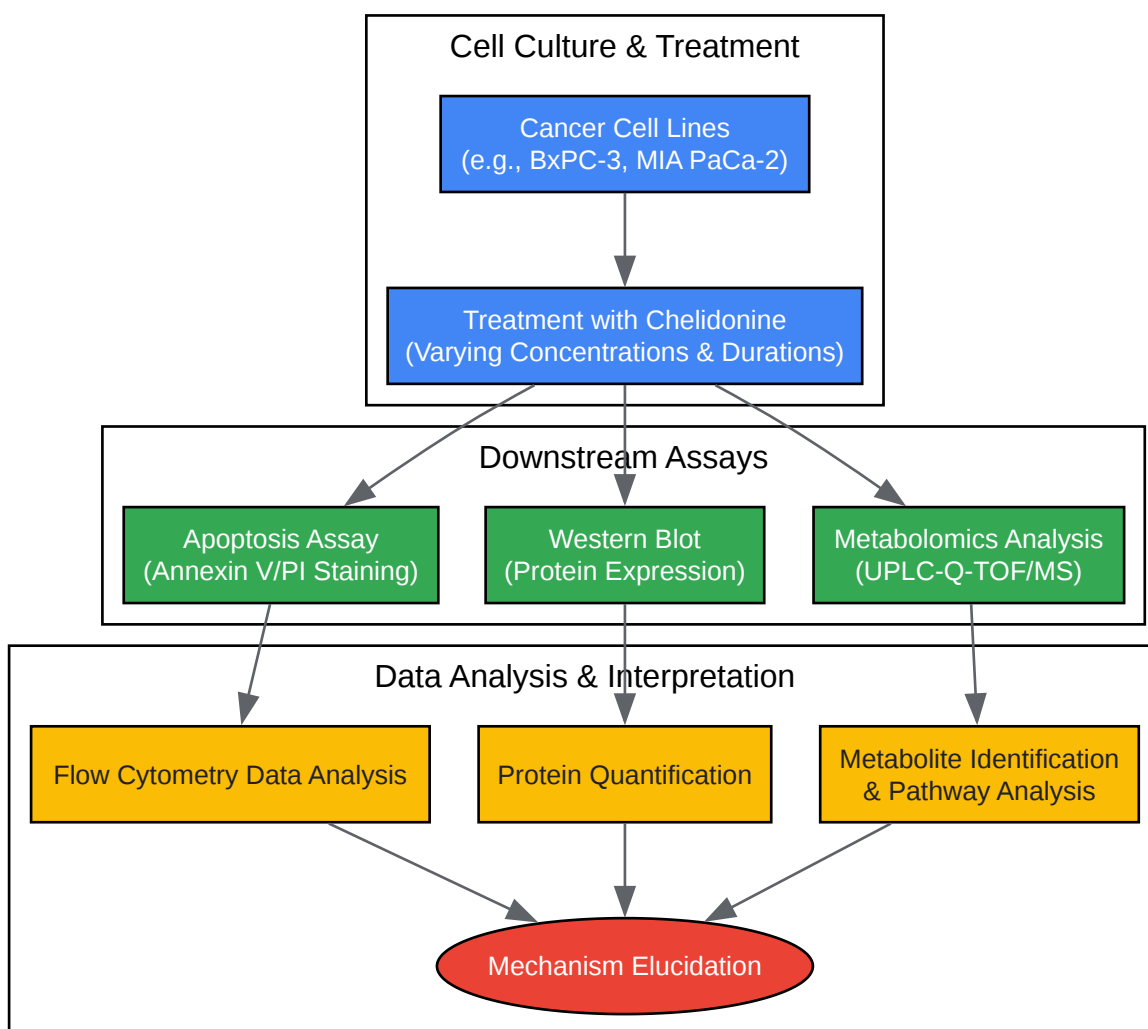 Cell Culture & Treatment
Cancer Cell Lines
(e.g., BxPC-3, MIA PaCa-2)
Treatment with Chelidonine
(Varying Concentrations & Durations)
Downstream Assays
Apoptosis Assay
(Annexin V/PI Staining)
Western Blot
(Protein Expression)
Metabolomics Analysis
(UPLC-Q-TOF/MS)
Data Analysis & Interpretation
Flow Cytometry Data Analysis
Protein Quantification
Metabolite Identification
& Pathway Analysis
Mechanism Elucidation